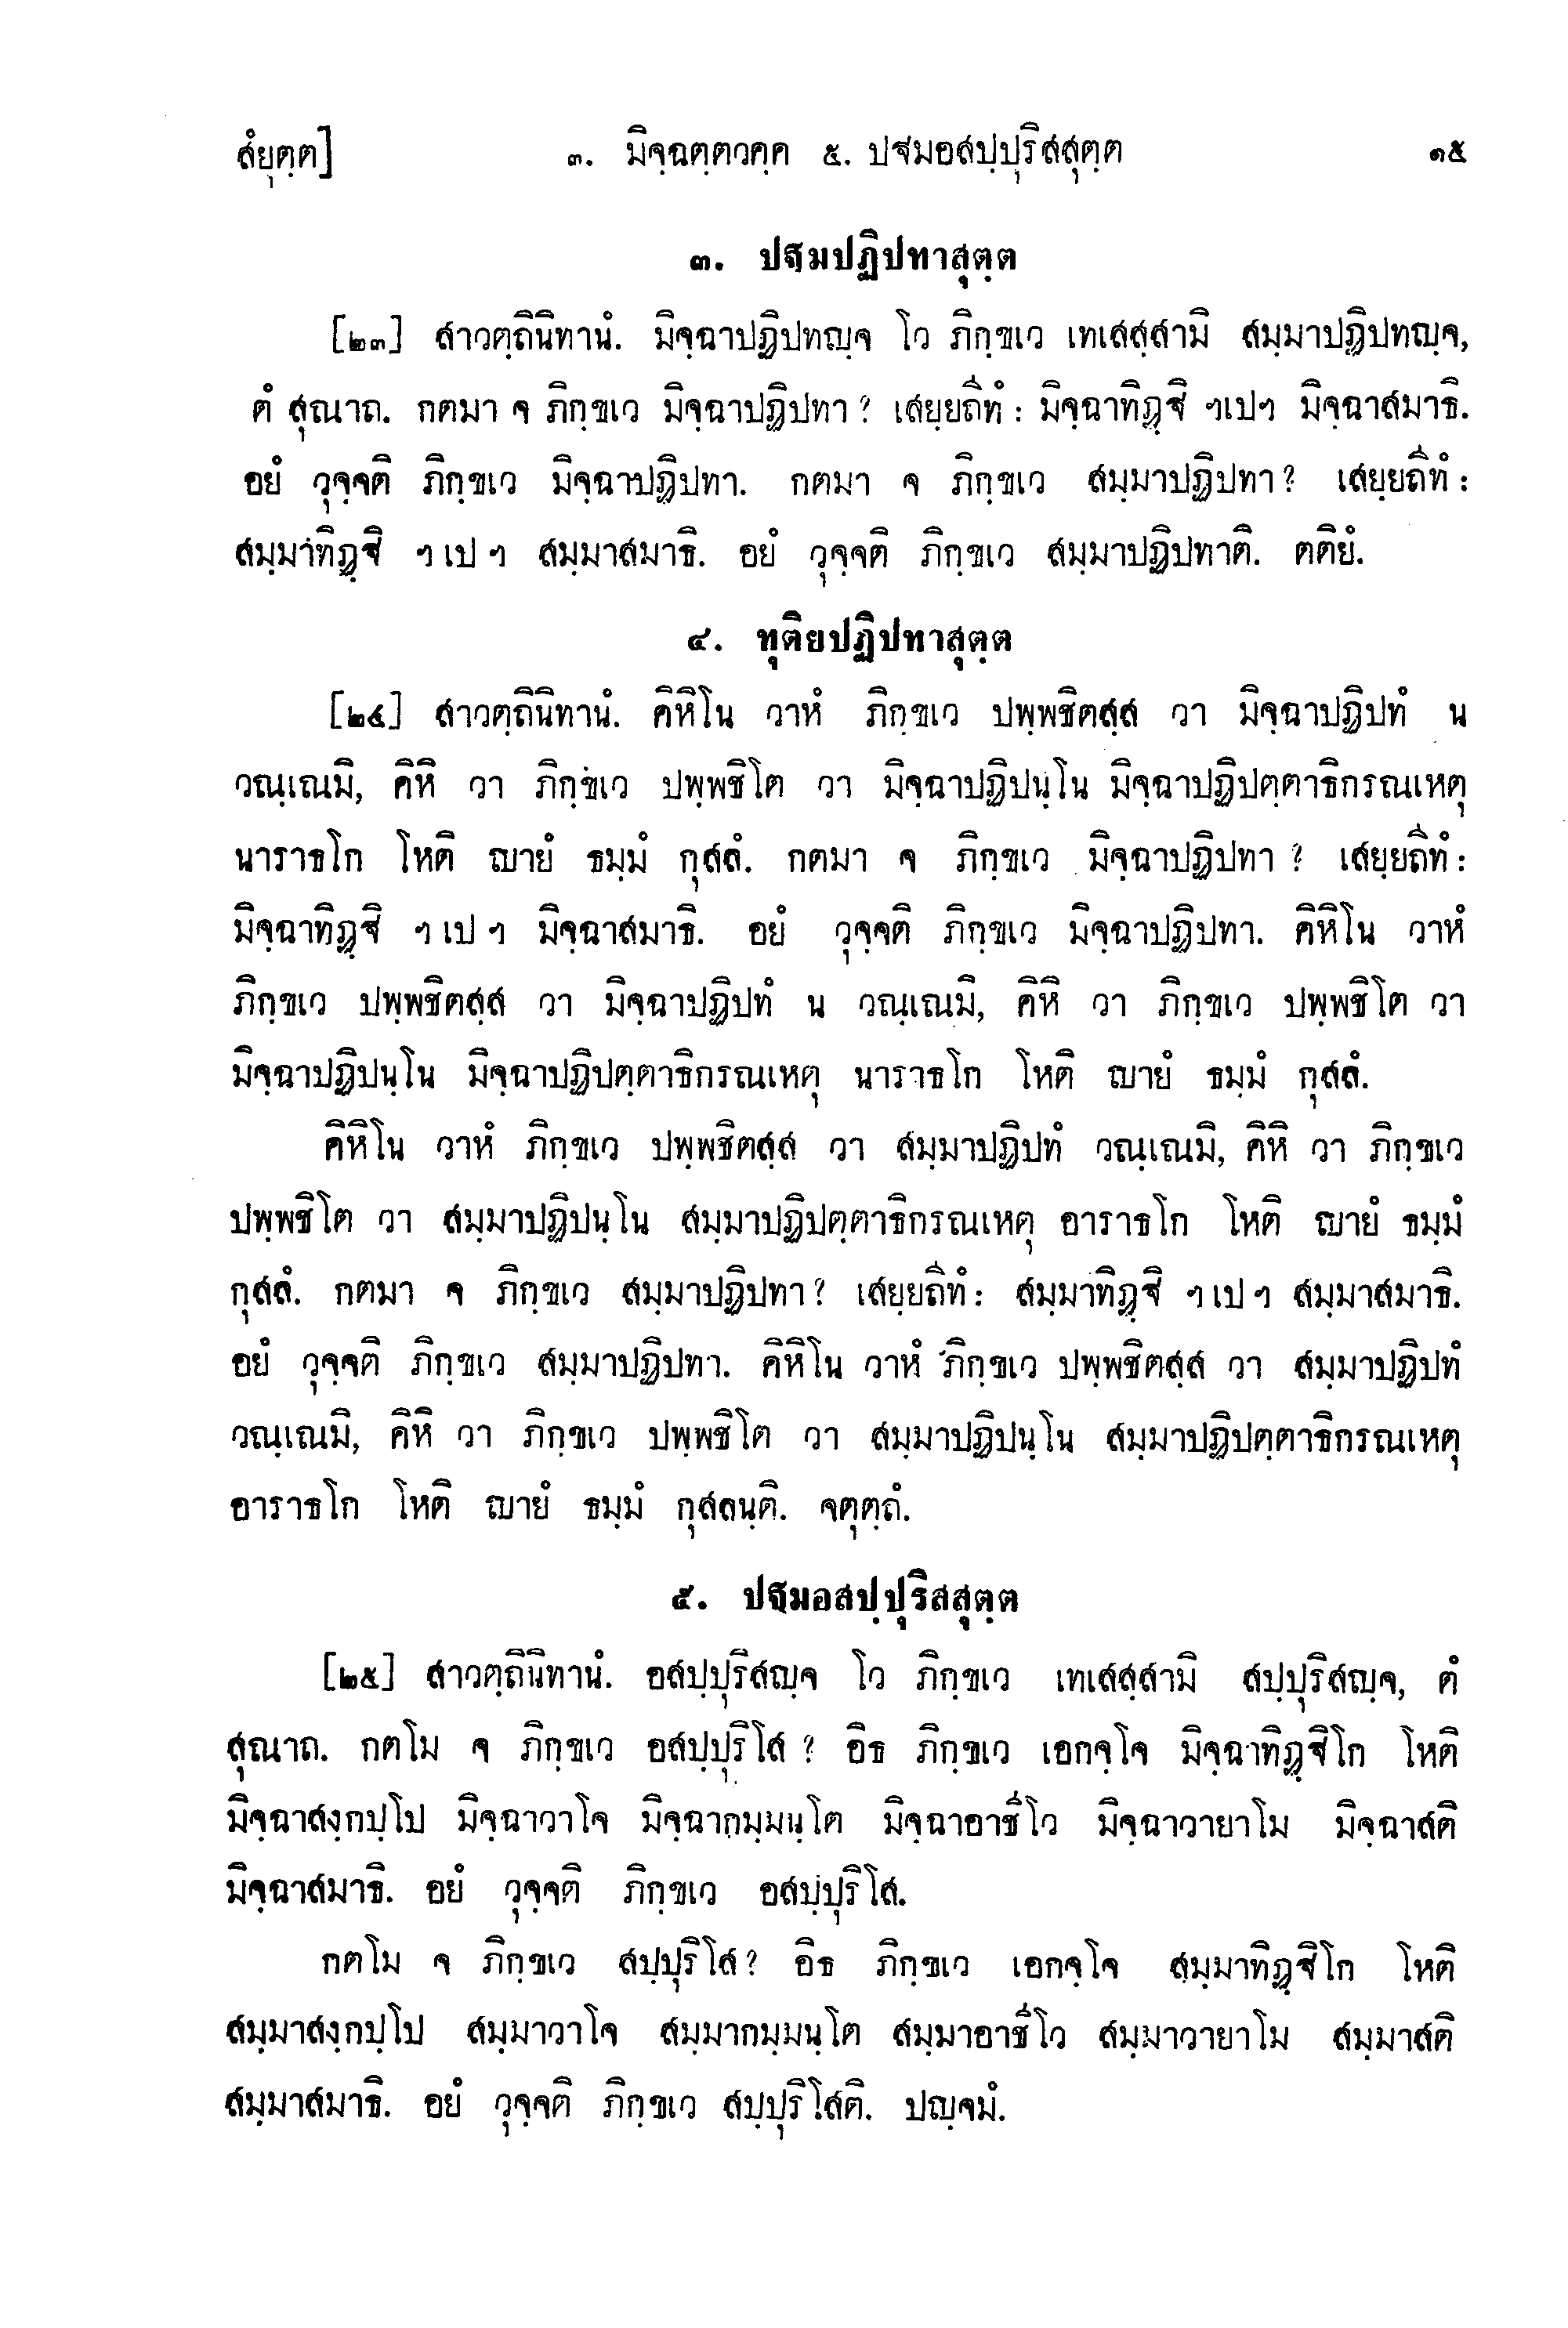 สํยุตฺต] ๓. มิจฺฉตฺตวคฺค ๕. ปฐมอสปฺปุริสสุตฺต ๑๕
๓. ปฐมปฏิปทาสุตฺต
[๒๓] สาวตฺถินิทานํ. มิจฺฉาปฏิปทญฺจ โว ภิกฺขเว เทเสสฺสามิ สมฺมาปฏิปทญฺจ,
ตํ สุณาถ. กตมา จ ภิกฺขเว มิจฺฉาปฏิปทา? เสยฺยถีทํ: มิจฺฉาทิฏฺฐิ ฯเปฯ มิจฺฉาสมาธิ.
อยํ วุจฺจติ ภิกฺขเว มิจฺฉาปฏิปทา. กตมา จ ภิกฺขเว สมฺมาปฏิปทา? เสยฺยถีทํ:
สมฺมาทิฏฺฐิ ฯ เป ฯ สมฺมาสมาธิ. อยํ วุจฺจติ ภิกฺขเว สมฺมาปฏิปทาติ. ตติยํ.
๔. ทุติยปฏิปทาสุตฺต
[๒๔] สาวตฺถินิทานํ. คิหิโน วาหํ ภิกฺขเว ปพฺพชิตสฺส วา มิจฺฉาปฏิปทํ น
วณฺเณมิ, คิหี วา ภิกฺขเว ปพฺพชิโต วา มิจฺฉาปฏิปนฺโน มิจฺฉาปฏิปตฺตาธิกรณเหตุ
นาราธโก โหติ ญายํ ธมฺมํ กุสลํ. กตมา จ ภิกฺขเว มิจฺฉาปฏิปทา? เสยฺยถีทํ:
มิจฺฉาทิฏฺฐิ ฯ เป ฯ มิจฺฉาสมาธิ. อยํ วุจฺจติ ภิกฺขเว มิจฺฉาปฏิปทา. คิหิโน วาหํ
ภิกฺขเว ปพฺพชิตสฺส วา มิจฺฉาปฏิปทํ น วณฺเณมิ, คิหี วา ภิกฺขเว ปพฺพชิโต วา
มิจฺฉาปฏิปนฺโน มิจฺฉาปฏิปตฺตาธิกรณเหตุ นาราธโก โหติ ญายํ ธมฺมํ กุสลํ.
คิหิโน วาหํ ภิกฺขเว ปพฺพชิตสฺส วา สมฺมาปฏิปทํ วณฺเณมิ, คิหี วา ภิกฺขเว
ปพฺพชิโต วา สมฺมาปฏิปนฺโน สมฺมาปฏิปตฺตาธิกรณเหตุ อาราธโก โหติ ญายํ ธมฺมํ
กุสลํ. กตมา จ ภิกฺขเว สมฺมาปฏิปทา? เสยฺยถีทํ: สมฺมาทิฏฺฐิ ฯ เป ฯ สมฺมาสมาธิ.
อยํ วุจฺจติ ภิกฺขเว สมฺมาปฏิปทา. คิหิโน วาหํ ภิกฺขเว ปพฺพชิตสฺส วา สมฺมาปฏิปทํ
วณฺเณมิ, คิหี วา ภิกฺขเว ปพฺพชิโต วา สมฺมาปฏิปนฺโน สมฺมาปฏิปตฺตาธิกรณเหตุ
อาราธโก โหติ ญายํ ธมฺมํ กุสลนฺติ. จตุตฺถํ.
๕. ปฐมอสปฺปุริสสุตฺต
[๒๕] สาวตฺถินิทานํ. อสปฺปุริสญฺจ โว ภิกฺขเว เทเสสฺสามิ สปฺปุริสญฺจ, ตํ
สุณาถ. กตโม จ ภิกฺขเว อสปฺปุริโส? อิธ ภิกฺขเว เอกจฺโจ มิจฺฉาทิฏฺฐิโก โหติ
มิจฺฉาสงฺกปฺโป มิจฺฉาวาโจ มิจฺฉากมฺมนฺโต มิจฺฉาอาชีโว มิจฺฉาวายาโม มิจฺฉาสติ
มิจฺฉาสมาธิ. อยํ วุจฺจติ ภิกฺขเว อสปฺปุริโส.
กตโม จ ภิกฺขเว สปฺปุริโส? อิธ ภิกฺขเว เอกจฺโจ สมฺมาทิฏฺฐิโก โหติ
สมฺมาสงฺกปฺโป สมฺมาวาโจ สมฺมากมฺมนฺโต สมฺมาอาชีโว สมฺมาวายาโม สมฺมาสติ
สมฺมาสมาธิ. อยํ วุจฺจติ ภิกฺขเว สปฺปุริโสติ. ปญฺจมํ.